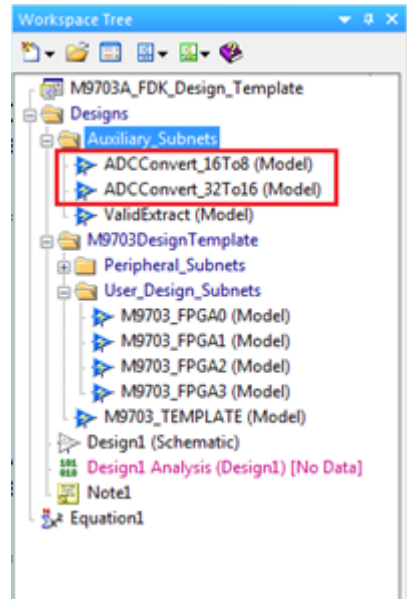 Workspace Tree
M9703A_FDK_Design_Template
Designs
Auxiliary_Subnets
ADCConvert_16To8 (Model)
ADCConvert_32To16 (Model)
ValidExtract (Model)
M9703DesignTemplate
Peripheral_Subnets
User_Design_Subnets
M9703_FPGA0 (Model)
M9703_FPGA1 (Model)
M9703_FPGA2 (Model)
M9703_FPGA3 (Model)
M9703_TEMPLATE (Model)
Design1 (Schematic)
Design1 Analysis (Design1) [No Data]
Note1
Equation1